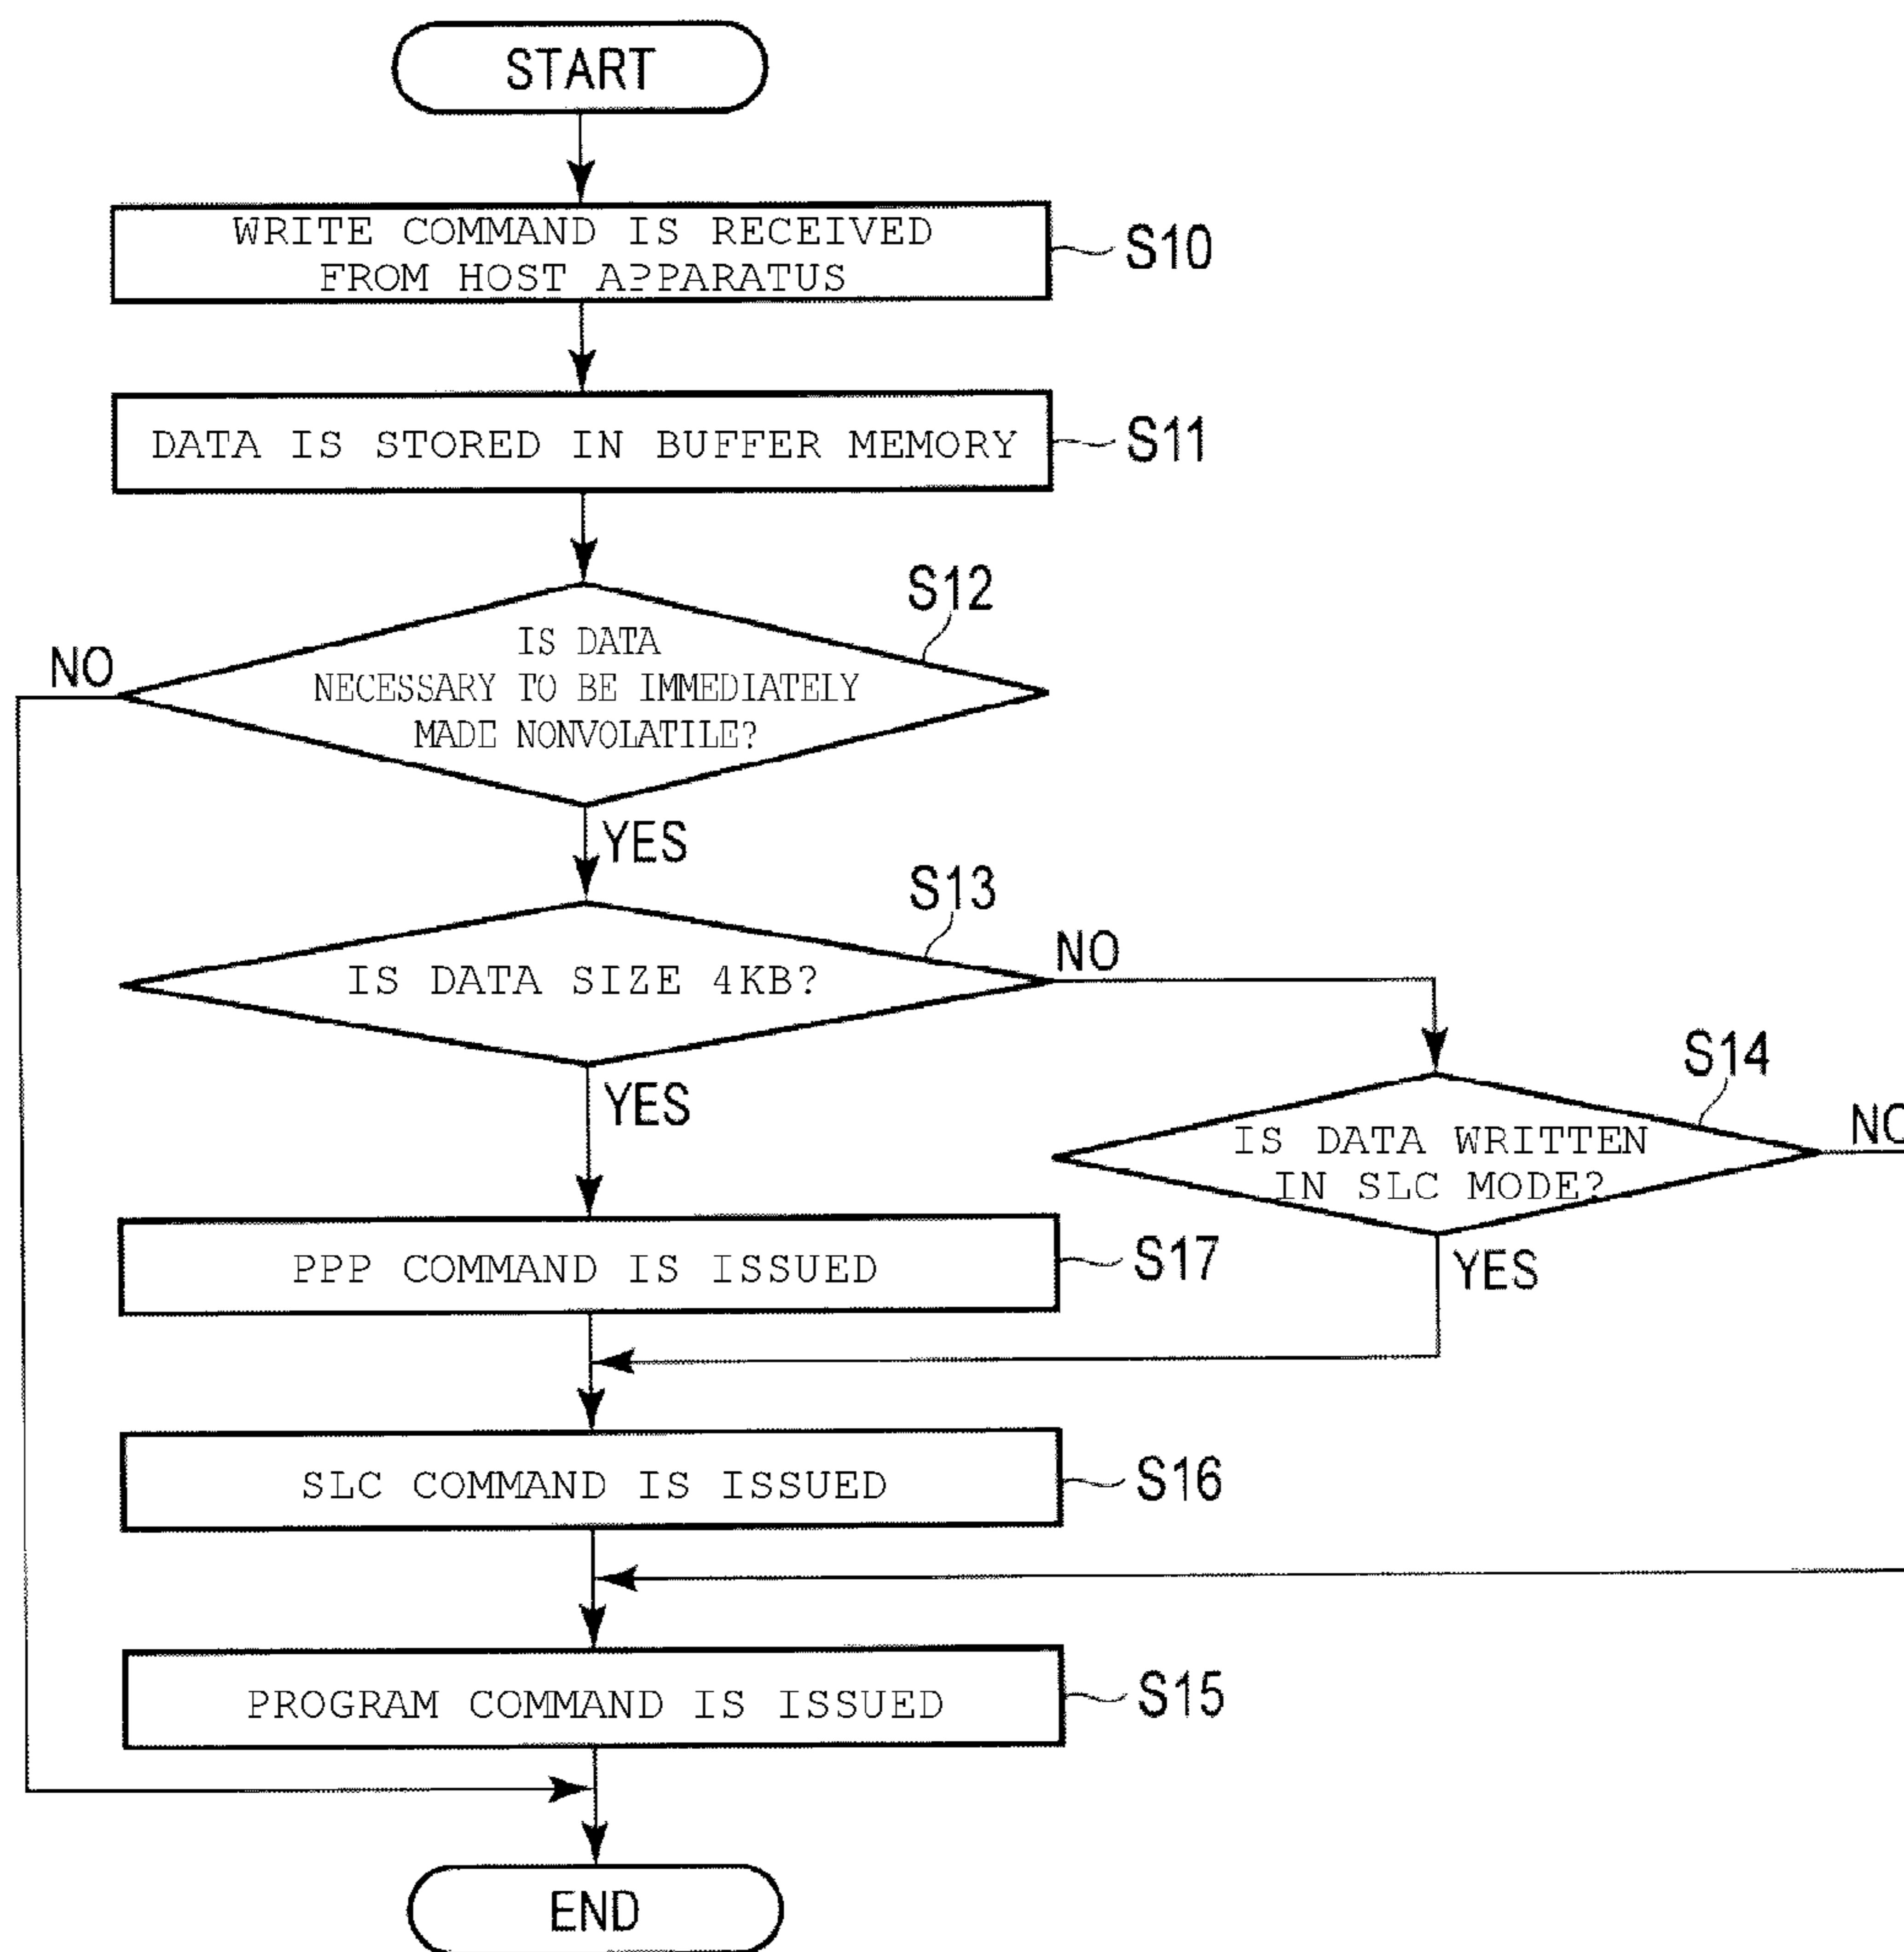 START
WRITE COMMAND IS RECEIVED
FROM HOST APPARATUS
S10
DATA IS STORED IN BUFFER MEMORY
S11
S12
IS DATA
NECESSARY TO BE IMMEDIATELY
MADE NONVOLATILE?
NO
YES
S13
IS DATA SIZE 4KB?
NO
YES
S14
IS DATA WRITTEN
IN SLC MODE?
NO
YES
PPP COMMAND IS ISSUED
S17
SLC COMMAND IS ISSUED
S16
PROGRAM COMMAND IS ISSUED
S15
END